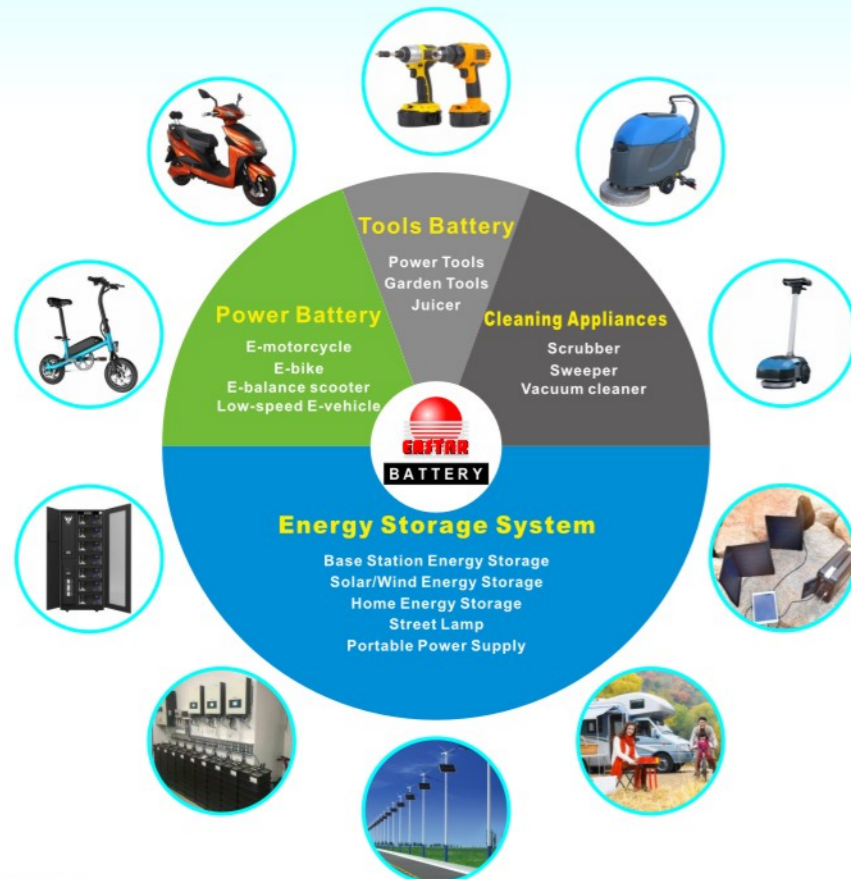 Tools Battery
Power Tools
Garden Tools
Juicer
Power Battery
E-motorcycle
E-bike
E-balance scooter
Low-speed E-vehicle
Cleaning Appliances
Scrubber
Sweeper
Vacuum cleaner
EASTAR
BATTERY
Energy Storage System
Base Station Energy Storage
Solar/Wind Energy Storage
Home Energy Storage
Street Lamp
Portable Power Supply